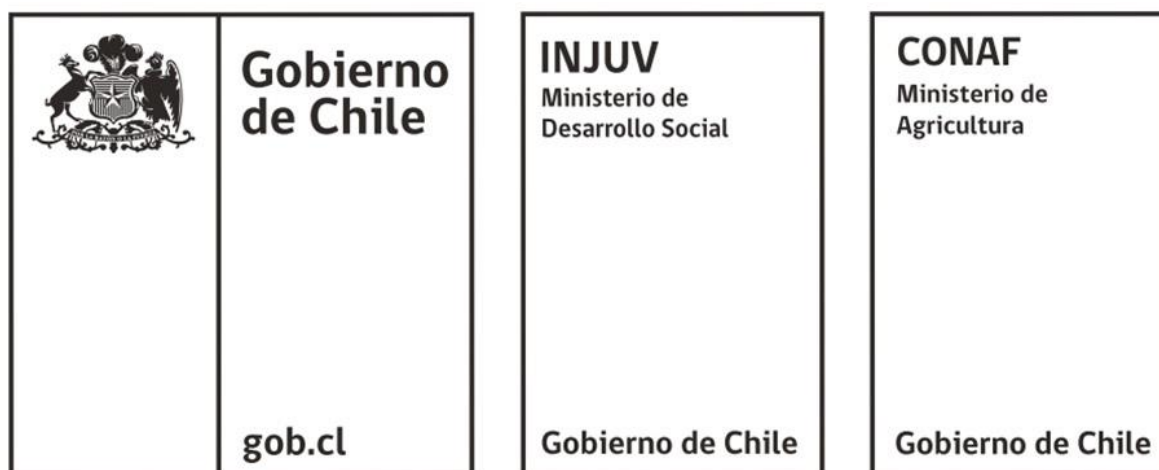 Gobierno
de Chile
gob.cl
INJUV
Ministerio de
Desarrollo Social
Gobierno de Chile
CONAF
Ministerio de
Agricultura
Gobierno de Chile